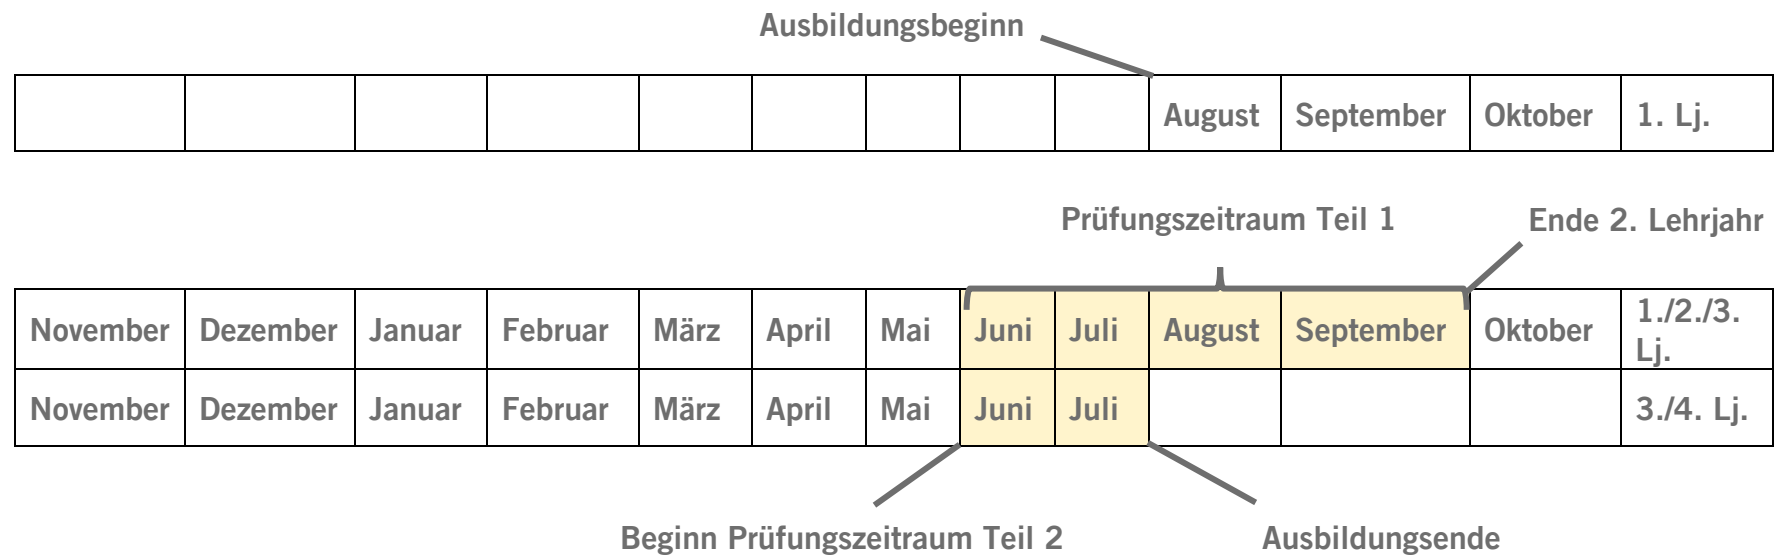 Ausbildungsbeginn
August September Oktober 1. Lj.
Prüfungszeitraum Teil 1 Ende 2. Lehrjahr
November Dezember Januar Februar März April Mai Juni Juli August September Oktober 1./2./3.
Lj.
November Dezember Januar Februar März April Mai Juni Juli 3./4. Lj.
Beginn Prüfungszeitraum Teil 2 Ausbildungsende